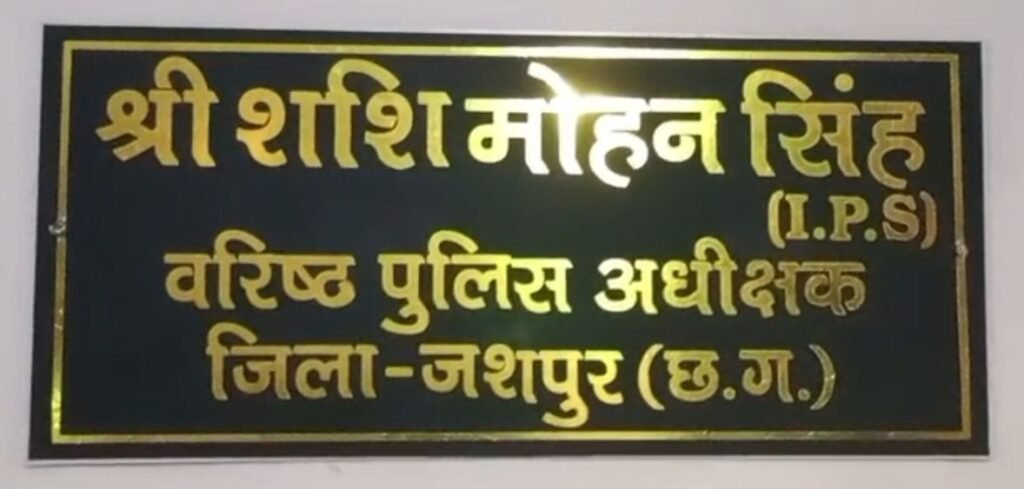 श्री शशि मोहन सिंह
(I.P.S)
वरिष्ठ पुलिस अधीक्षक
जिला-जशपुर (छ.ग.)